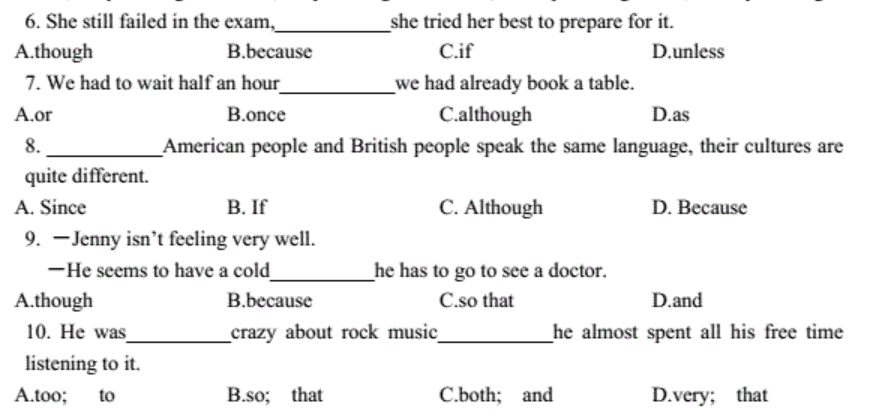 6. She still failed in the exam,___________she tried her best to prepare for it.
A.though B.because C.if D.unless
7. We had to wait half an hour___________we had already book a table.
A.or B.once C.although D.as
8. ___________American people and British people speak the same language, their cultures are
quite different.
A. Since B. If C. Although D. Because
9. —Jenny isn't feeling very well.
—He seems to have a cold__________he has to go to see a doctor.
A.though B.because C.so that D.and
10. He was__________crazy about rock music___________he almost spent all his free time
listening to it.
A.too; to B.so; that C.both; and D.very; that